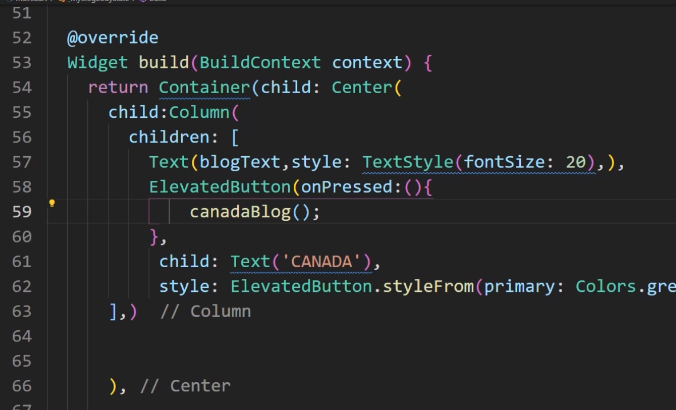 51
52 @override
53 Widget build(BuildContext context) {
54 return Container(child: Center(
55 child:Column(
56 children: [
57 Text(blogText,style: TextStyle(fontSize: 20),),
58 ElevatedButton(onPressed:(){
59 canadaBlog();
60 },
61 child: Text('CANADA'),
62 style: ElevatedButton.styleFrom(primary: Colors.gre
63 ],) // Column
64
65
66 ), // Center
67